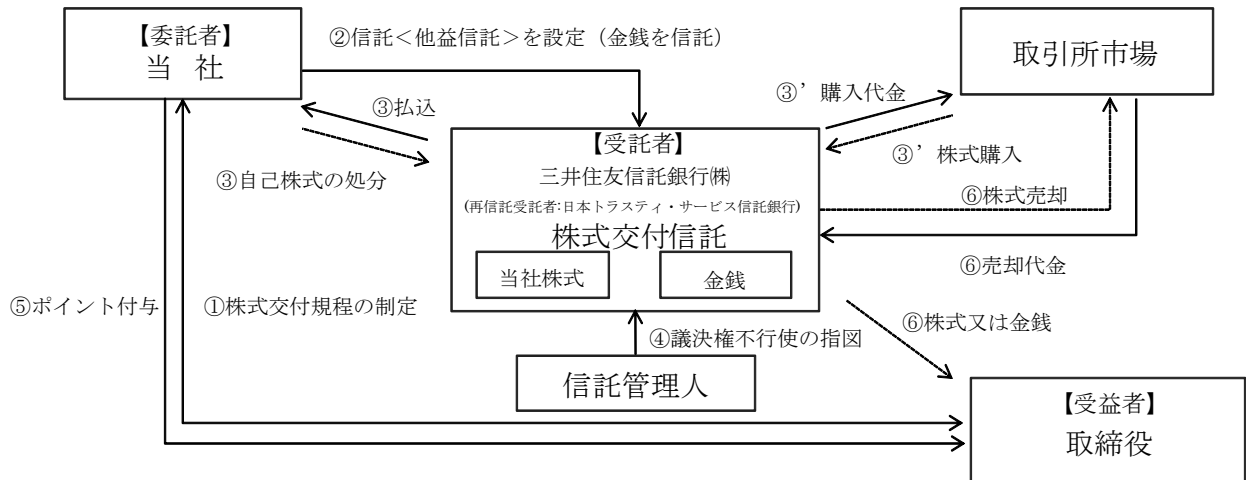 【委託者】
当 社
②信託<他益信託>を設定（金銭を信託）
取引所市場
③払込
③自己株式の処分
③’購入代金
③’株式購入
【受託者】
三井住友信託銀行㈱
(再信託受託者:日本トラスティ・サービス信託銀行)
株式交付信託
当社株式
金銭
⑥株式売却
⑥売却代金
⑤ポイント付与
①株式交付規程の制定
④議決権不行使の指図
⑥株式又は金銭
信託管理人
【受益者】
取締役